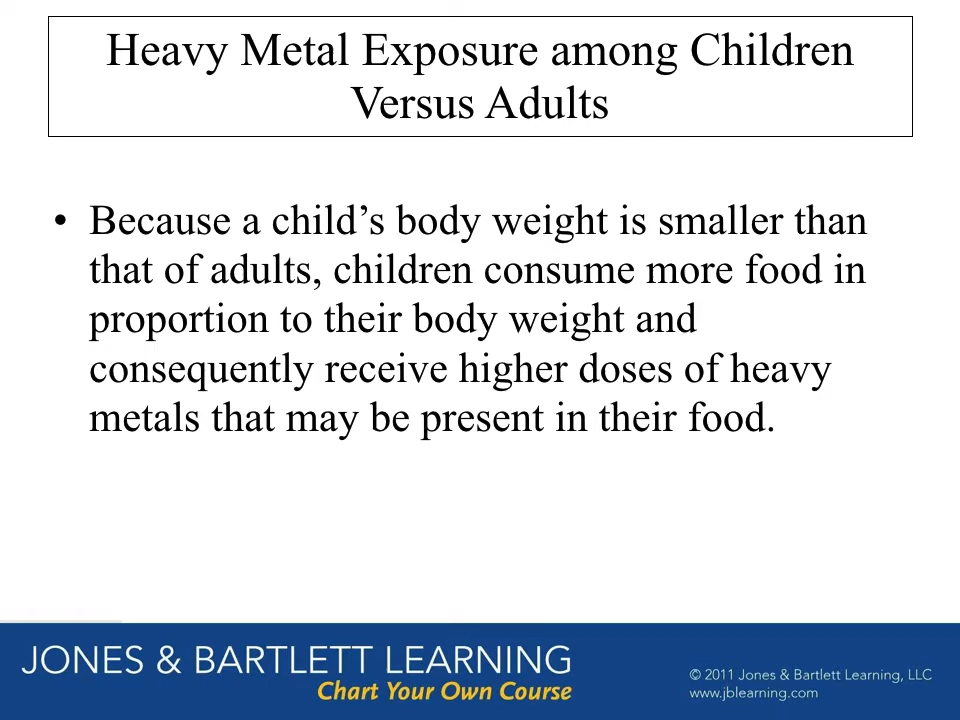 Heavy Metal Exposure among Children
Versus Adults
• Because a child’s body weight is smaller than
that of adults, children consume more food in
proportion to their body weight and
consequently receive higher doses of heavy
metals that may be present in their food.
JONES & BARTLETT LEARNING
Chart Your Own Course
© 2011 Jones & Bartlett Learning, LLC
www.jblearning.com